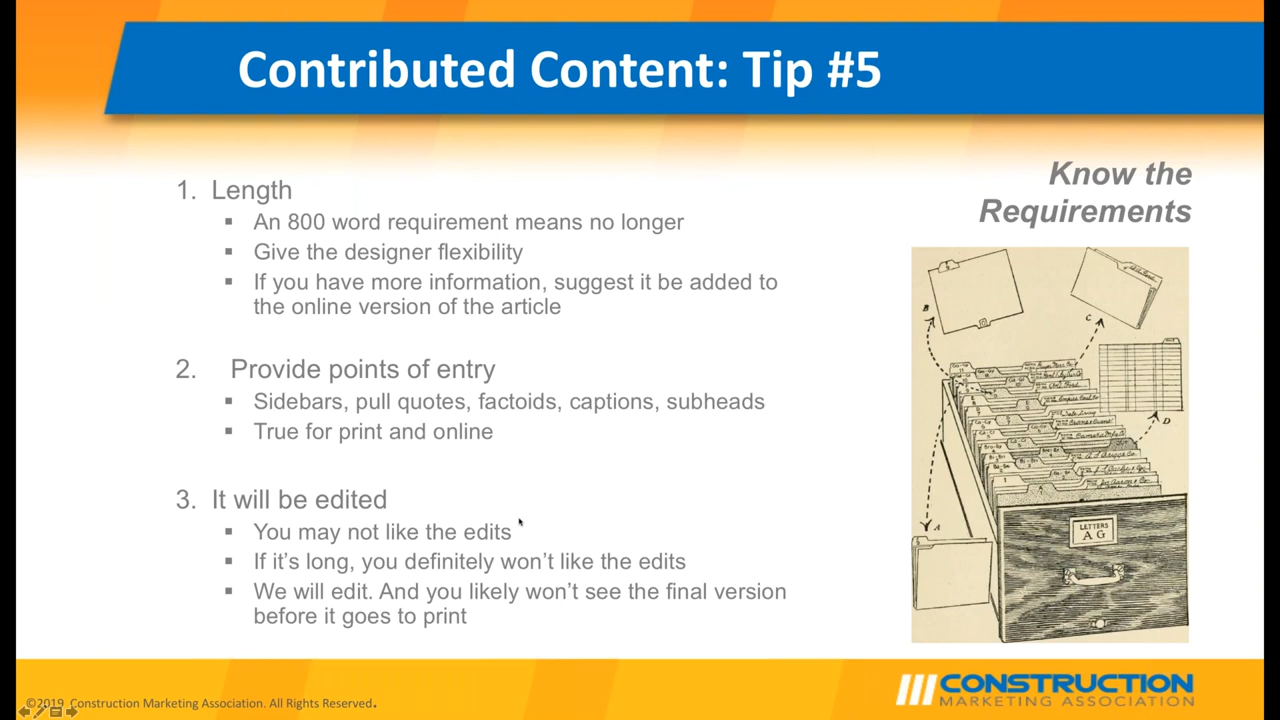 Contributed Content: Tip #5
Know the
Requirements
1. Length
▪ An 800 word requirement means no longer
▪ Give the designer flexibility
▪ If you have more information, suggest it be added to
the online version of the article
2. Provide points of entry
▪ Sidebars, pull quotes, factoids, captions, subheads
▪ True for print and online
3. It will be edited
▪ You may not like the edits
▪ If it’s long, you definitely won’t like the edits
▪ We will edit. And you likely won’t see the final version
before it goes to print
B
C
D
A
LETTERS
A G
©2019 Construction Marketing Association. All Rights Reserved.
CONSTRUCTION
MARKETING ASSOCIATION